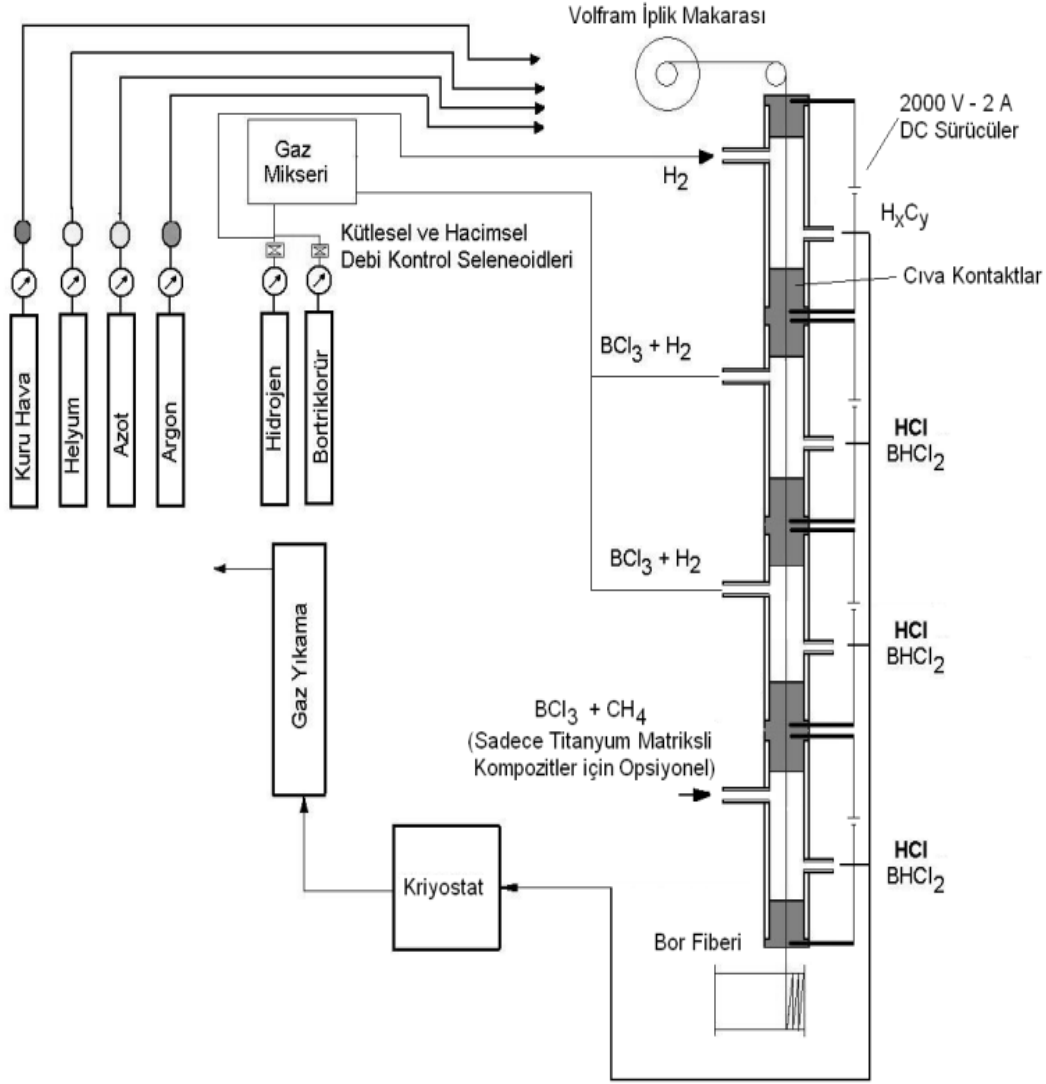 Volfram İplik Makarası
2000 V - 2 A
DC Sürücüler
Gaz
Mikseri
H2
HxCy
Kütlesel ve Hacimsel
Debi Kontrol Seleneoidleri
Cıva Kontaktlar
Kuru Hava
Helyum
Azot
Argon
Hidrojen
Bortriklorür
BCl3 + H2
HCl
BHCl2
BCl3 + H2
Gaz Yıkama
HCl
BHCl2
BCl3 + CH4
(Sadece Titanyum Matriksli
Kompozitler için Opsiyonel)
HCl
BHCl2
Kriyostat
Bor Fiberi